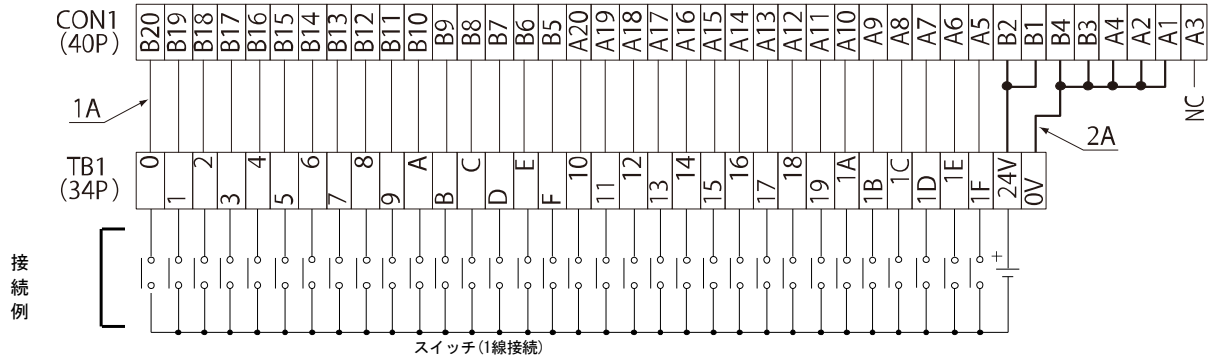 CON1
(40P)
B20 B19 B18 B17 B16 B15 B14 B13 B12 B11 B10 B9 B8 B7 B6 B5 A20 A19 A18 A17 A16 A15 A14 A13 A12 A11 A10 A9 A8 A7 A6 A5 B2 B1 B4 B3 A4 A2 A1 A3
1A
NC
2A
TB1
(34P)
0 1 2 3 4 5 6 7 8 9 A B C D E F 10 11 12 13 14 15 16 17 18 19 1A 1B 1C 1D 1E 1F 24V 0V
接続例
+
スイッチ(1線接続)